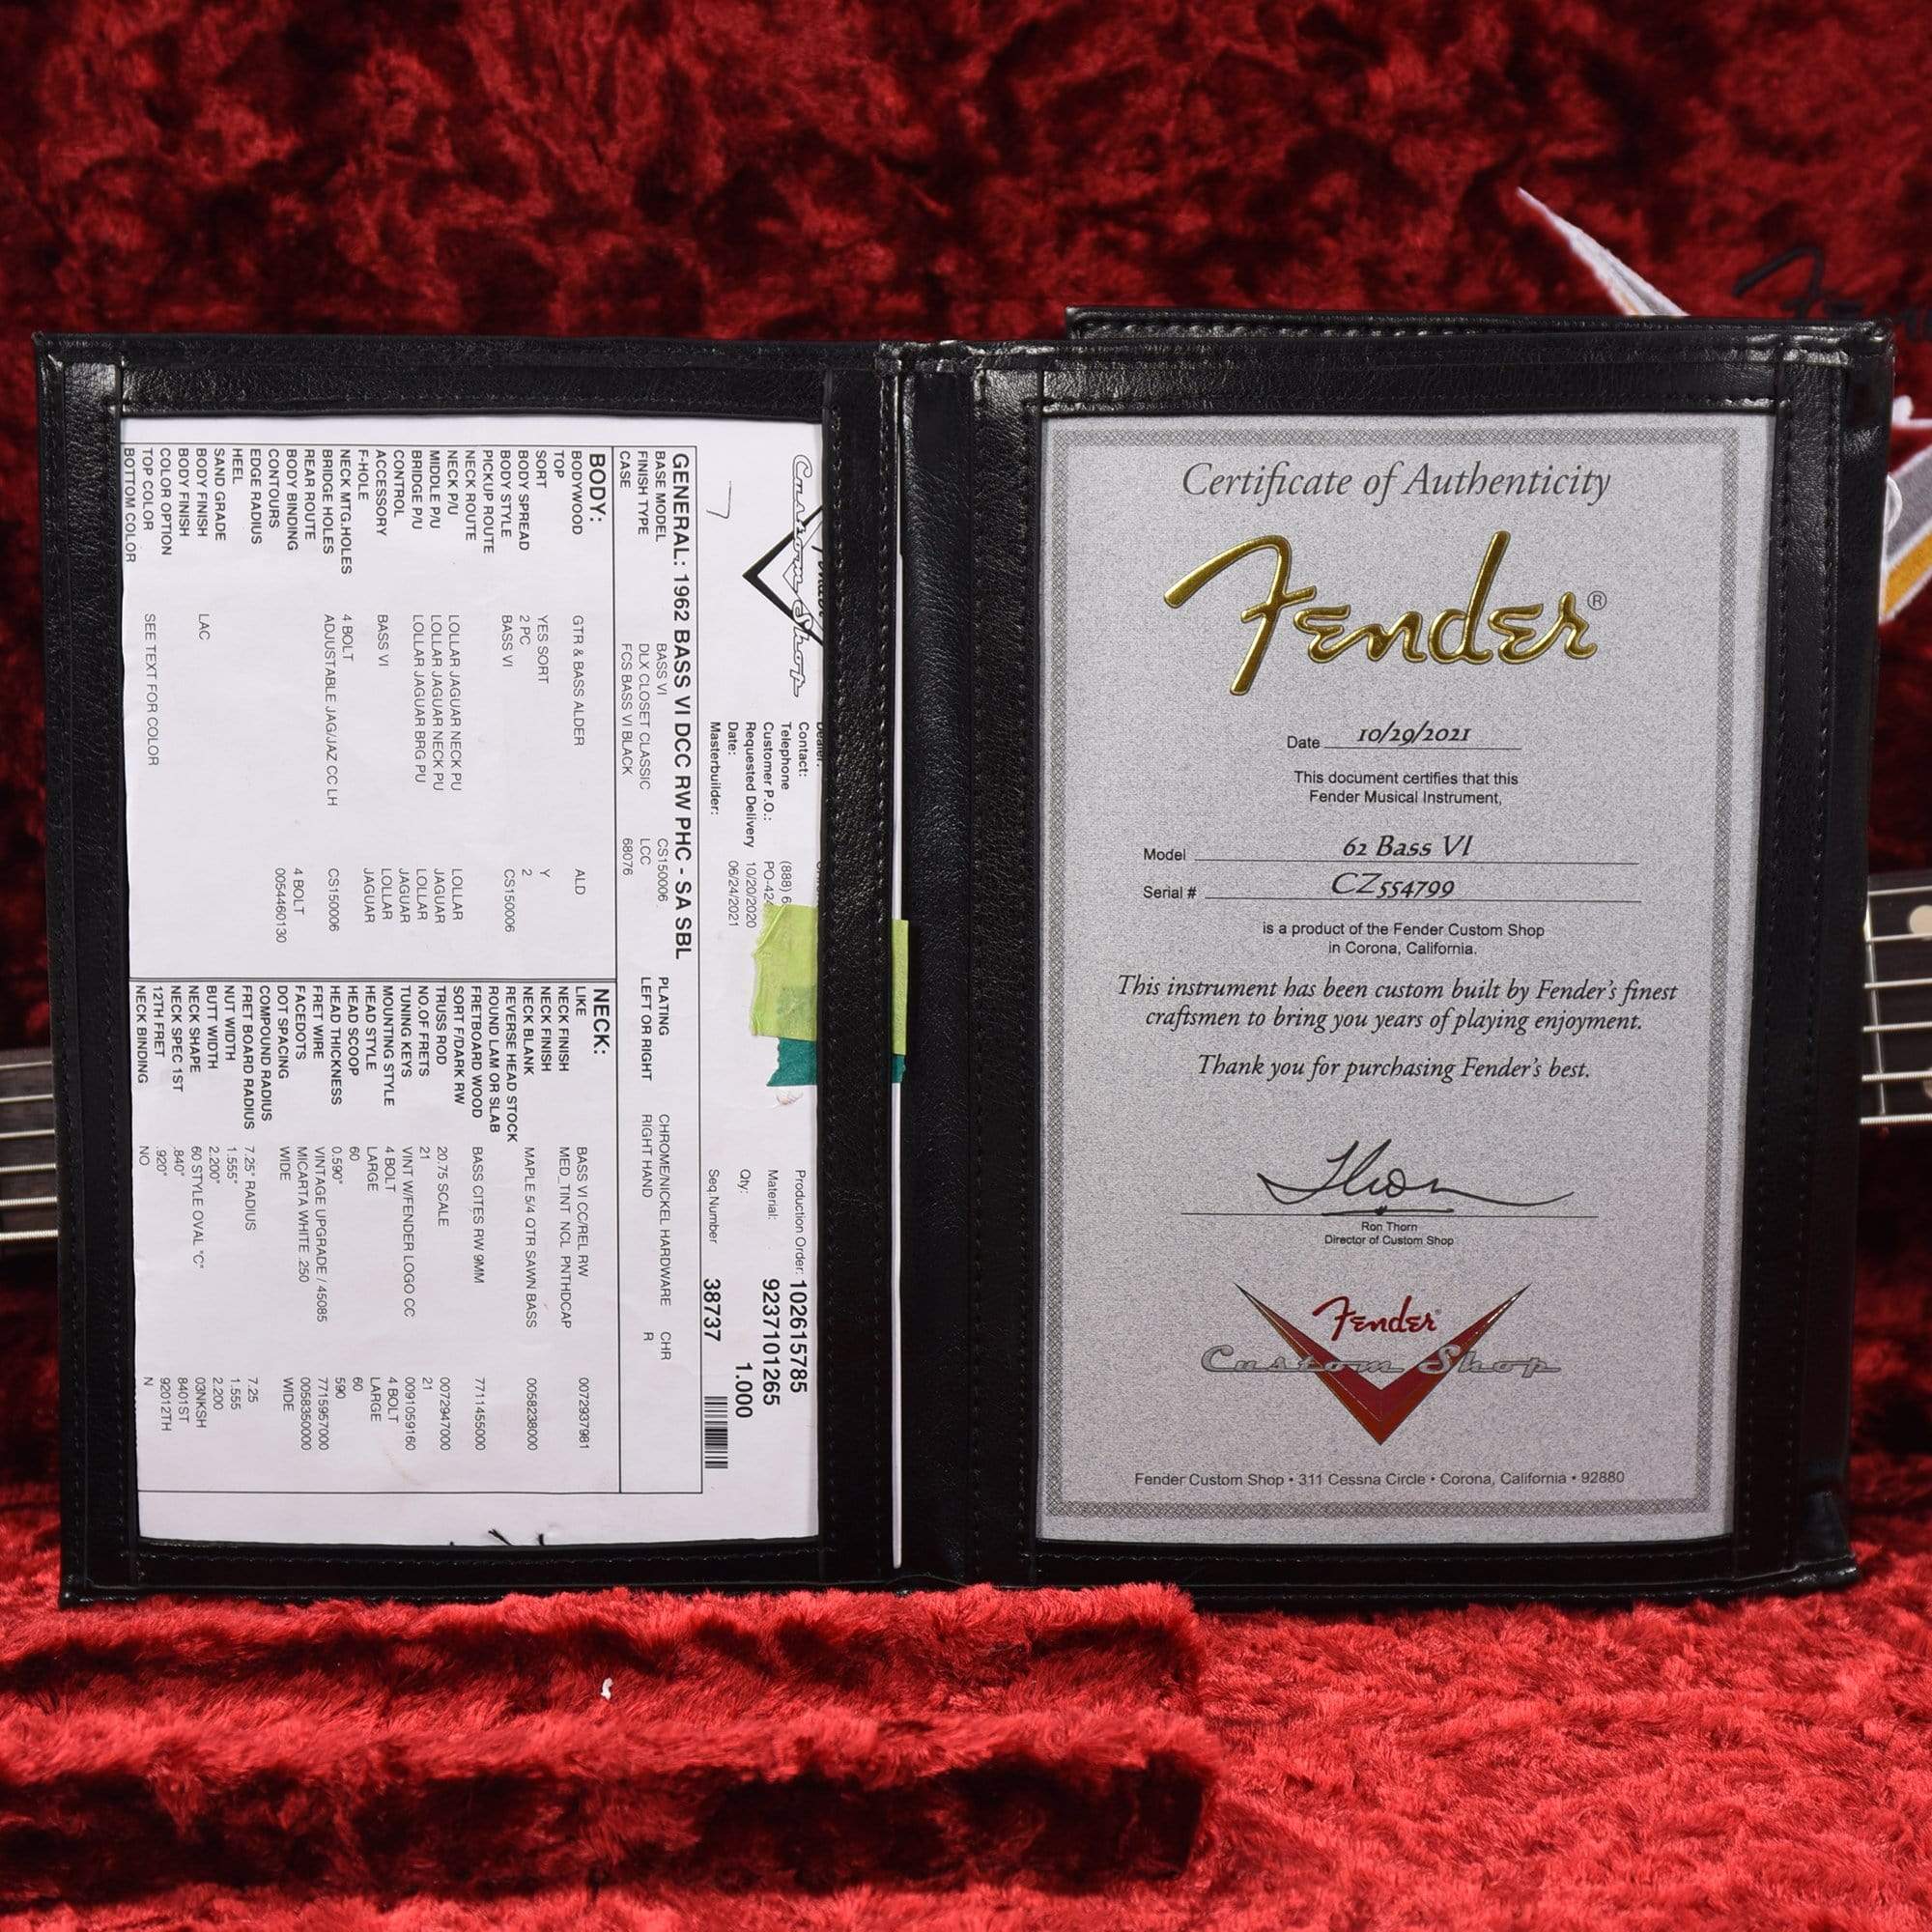 Custom Shop
Contact:
Telephone (888) 6
Customer P.O.: PO-424
Requested Delivery 10/20/2020
Date: 06/24/2021
Masterbuilder:
Production Order: 102615785
Material: 9237101265
Qty: 1.000
Seq.Number 38737
GENERAL: 1962 BASS VI DCC RW PHC - SA SBL
BASE MODEL BASS VI CS150006 PLATING CHROME/NICKEL HARDWARE CHR
FINISH TYPE DLX CLOSET CLASSIC LCC LEFT OR RIGHT RIGHT HAND R
CASE FCS BASS VI BLACK 68076
BODY:
BODYWOOD GTR & BASS ALDER ALD
TOP
SORT YES SORT Y
BODY SPREAD 2 PC 2
BODY STYLE BASS VI CS150006
PICKUP ROUTE
NECK ROUTE
NECK P/U LOLLAR JAGUAR NECK PU LOLLAR JAGUAR
MIDDLE P/U LOLLAR JAGUAR NECK PU LOLLAR JAGUAR
BRIDGE P/U LOLLAR JAGUAR BRG PU LOLLAR JAGUAR
CONTROL
ACCESSORY BASS VI
F-HOLE
NECK MTG.HOLES 4 BOLT CS150006
BRIDGE HOLES ADJUSTABLE JAG/JAZ CC LH 4 BOLT
0054460130
REAR ROUTE
BODY BINDING
CONTOURS
EDGE RADIUS
HEEL
SAND GRADE
BODY FINISH LAC
BODY FINISH
COLOR OPTION
TOP COLOR SEE TEXT FOR COLOR
BOTTOM COLOR
NECK:
LIKE BASS VI CC/REL RW 0072937981
NECK FINISH MED_TINT NCL PNTHDCAP
NECK FINISH
NECK BLANK MAPLE 5/4 QTR SAWN BASS 0058238000
REVERSE HEAD STOCK
ROUND LAM OR SLAB
FRETBOARD WOOD BASS CITES RW 9MM 7711455000
SORT F/DARK RW
TRUSS ROD 20.75 SCALE 0072947000
NO.OF FRETS 21 21
TUNING KEYS VINT W/FENDER LOGO CC 0091059160
MOUNTING STYLE 4 BOLT 4 BOLT
HEAD STYLE LARGE LARGE
HEAD SCOOP 60 60
HEAD THICKNESS 0.590" 590
FRET WIRE VINTAGE UPGRADE / 45085 7715957000
FACEDOTS MICARTA WHITE .250 0058350000
DOT SPACING WIDE WIDE
COMPOUND RADIUS
FRET BOARD RADIUS 7.25" RADIUS 7.25
NUT WIDTH 1.555" 1.555
BUTT WIDTH 2.200" 2.200
NECK SHAPE 60 STYLE OVAL "C" 03NKSH
NECK SPEC 1ST .840" 8401ST
12TH FRET .920" 92012TH
NECK BINDING NO N
Certificate of Authenticity
Fender®
Date 10/29/2021
This document certifies that this
Fender Musical Instrument,
Model 62 Bass VI
Serial # CZ554799
is a product of the Fender Custom Shop
in Corona, California.
This instrument has been custom built by Fender's finest
craftsmen to bring you years of playing enjoyment.
Thank you for purchasing Fender's best.
Ron Thorn
Director of Custom Shop
Fender®
Custom Shop
Fender Custom Shop • 311 Cessna Circle • Corona, California • 92880